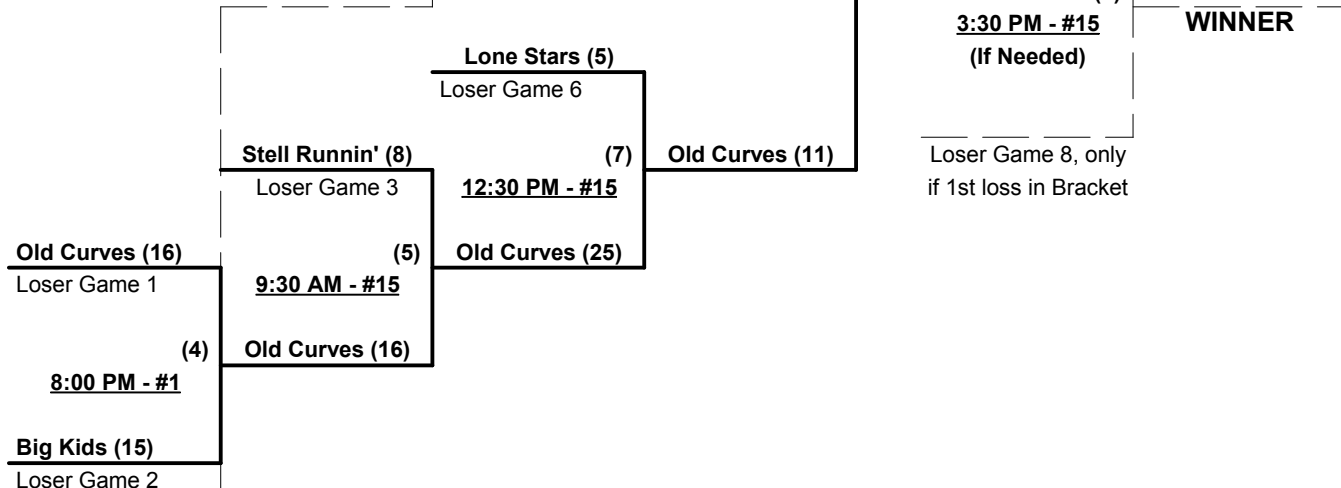 3:30 PM - #15
WINNER
Lone Stars (5)
(If Needed)
Loser Game 6
Stell Runnin' (8)
(7)
Old Curves (11)
Loser Game 8, only
Loser Game 3
12:30 PM - #15
if 1st loss in Bracket
Old Curves (16)
(5)
Old Curves (25)
Loser Game 1
9:30 AM - #15
(4)
Old Curves (16)
8:00 PM - #1
Big Kids (15)
Loser Game 2